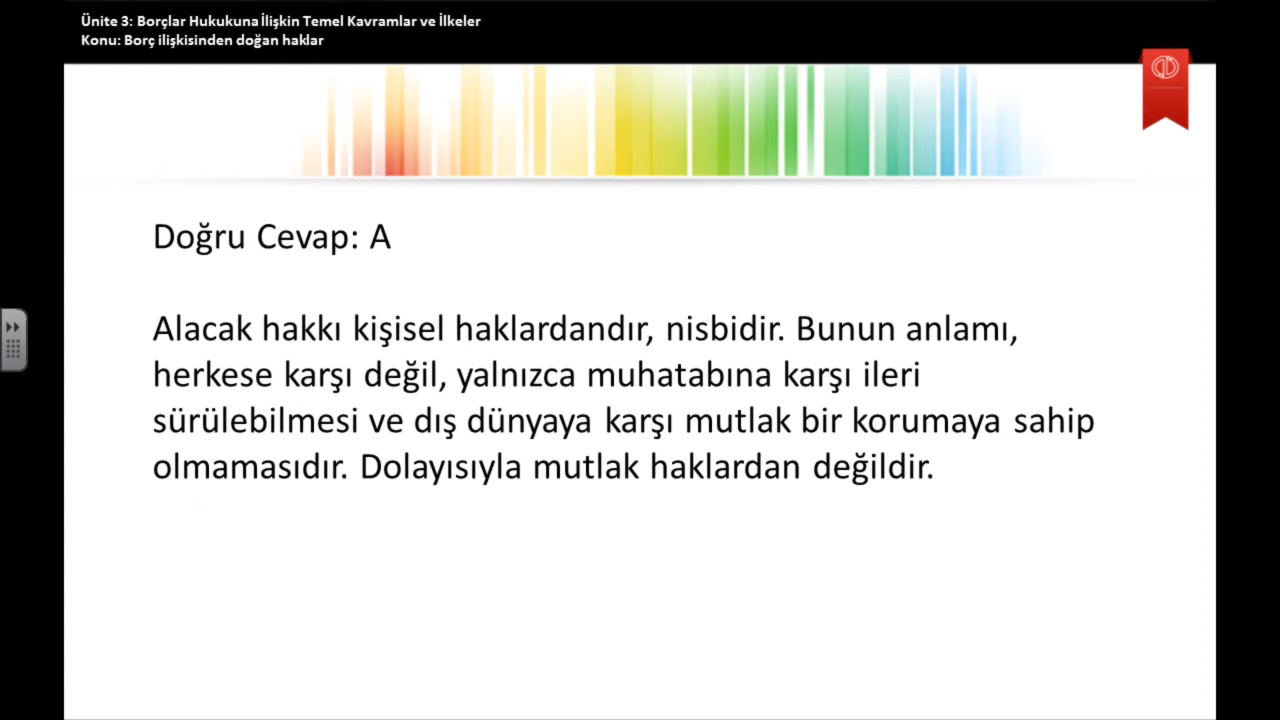 Ünite 3: Borçlar Hukukuna İlişkin Temel Kavramlar ve İlkeler
Konu: Borç ilişkisinden doğan haklar
Doğru Cevap: A
Alacak hakkı kişisel haklardandır, nisbidir. Bunun anlamı,
herkese karşı değil, yalnızca muhatabına karşı ileri
sürülebilmesi ve dış dünyaya karşı mutlak bir korumaya sahip
olmamasıdır. Dolayısıyla mutlak haklardan değildir.